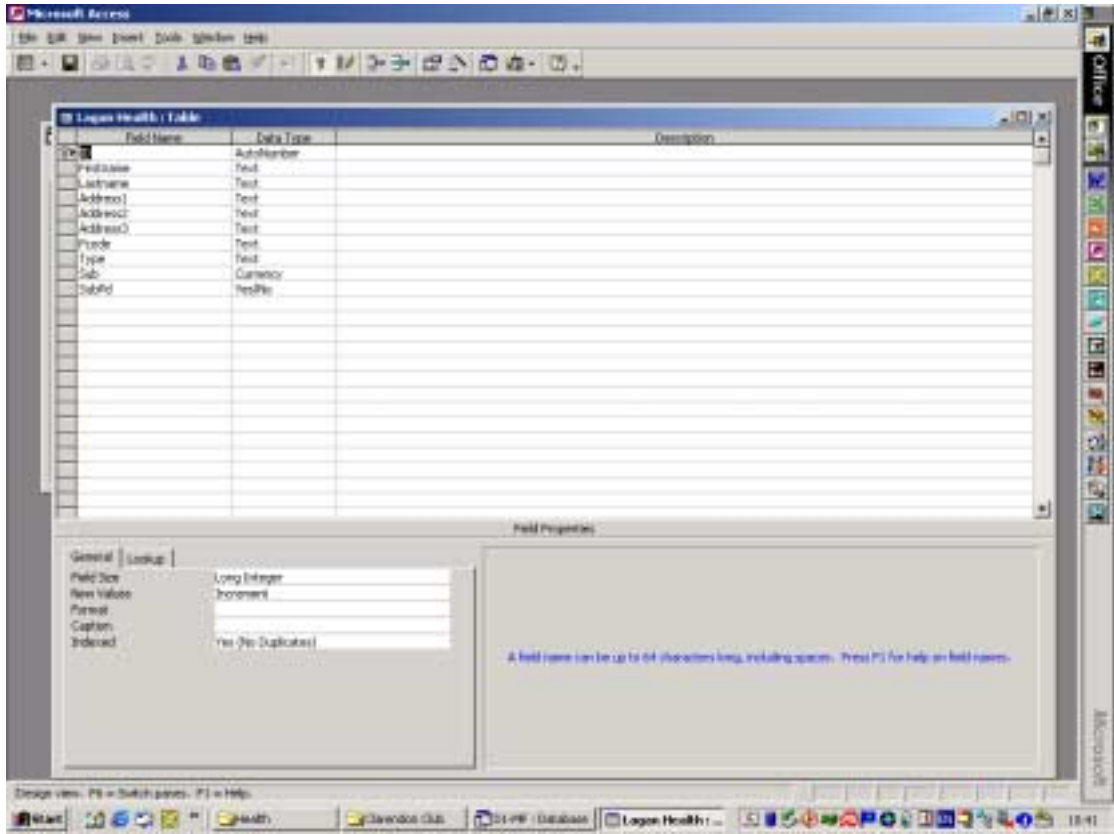 Microsoft Access
File Edit View Insert Tools Window Help
Office
Logan Health : Table
Field Name Data Type Description
ID AutoNumber
Firstname Text
Lastname Text
Address1 Text
Address2 Text
Address3 Text
Pcode Text
Type Text
Sub Currency
SubPd Yes/No
Field Properties
General Lookup
Field Size Long Integer
New Values Increment
Format
Caption
Indexed Yes (No Duplicates)
A field name can be up to 64 characters long, including spaces. Press F1 for help on field names.
Microsoft
Design view. F6 = Switch panes. F1 = Help.
Start Health Clarendon Club Database Logan Health : ... 18:41